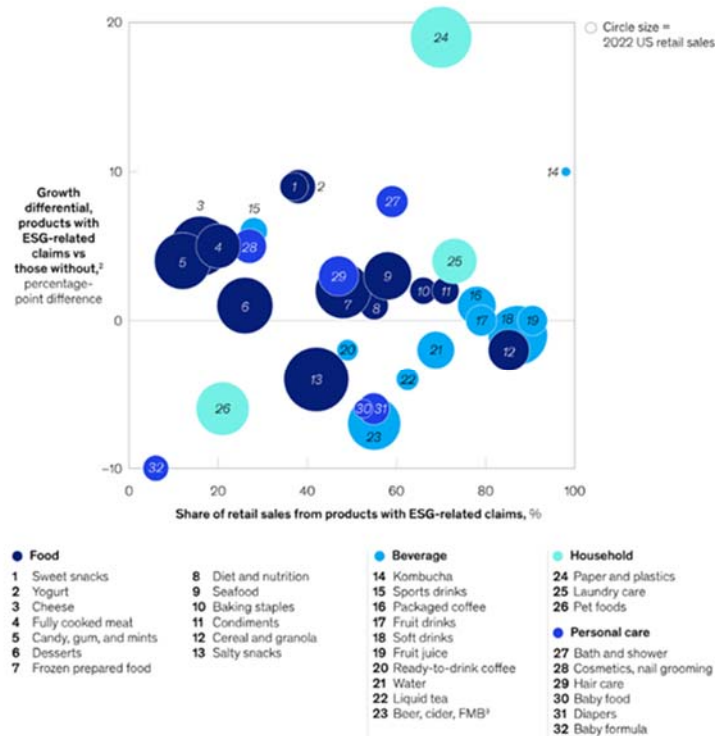 24
Circle size =
2022 US retail sales
20
10
14
1
2
27
Growth
differential,
products with
ESG-related
claims vs
those without,²
percentage-
point difference
3
15
4
28
5
25
29
9
6
7
8
10
11
16
0
17
18
19
20
21
12
13
22
26
30
31
23
32
–10
0
20
40
60
80
100
Share of retail sales from products with ESG-related claims, %
Food
1 Sweet snacks
2 Yogurt
3 Cheese
4 Fully cooked meat
5 Candy, gum, and mints
6 Desserts
7 Frozen prepared food
8 Diet and nutrition
9 Seafood
10 Baking staples
11 Condiments
12 Cereal and granola
13 Salty snacks
Beverage
14 Kombucha
15 Sports drinks
16 Packaged coffee
17 Fruit drinks
18 Soft drinks
19 Fruit juice
20 Ready-to-drink coffee
21 Water
22 Liquid tea
23 Beer, cider, FMB³
Household
24 Paper and plastics
25 Laundry care
26 Pet foods
Personal care
27 Bath and shower
28 Cosmetics, nail grooming
29 Hair care
30 Baby food
31 Diapers
32 Baby formula